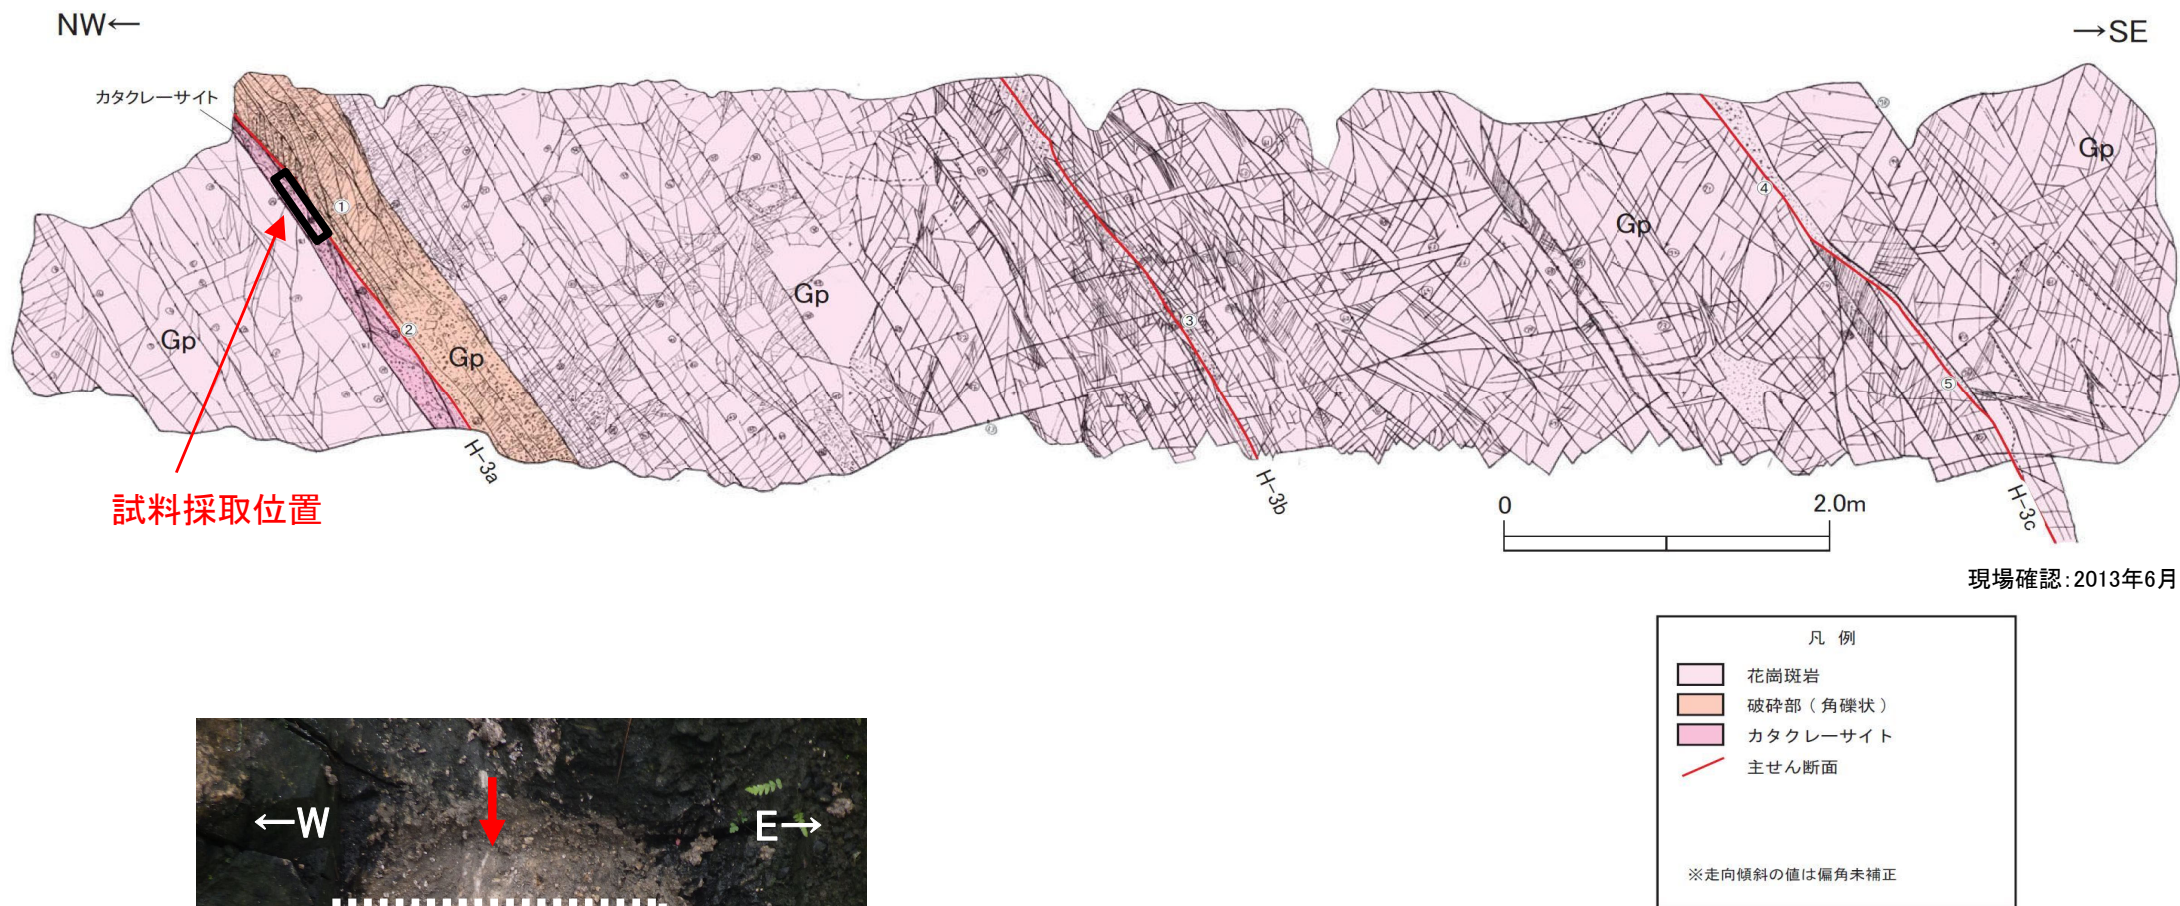 NW←
→SE
カタクレーサイト
Gp
①
④
Gp
Gp
③
②
Gp
Gp
⑤
H-3a
H-3b
H-3c
試料採取位置
0 2.0m
現場確認:2013年6月
凡 例
花崗斑岩
破砕部(角礫状)
カタクレーサイト
主せん断面
※走向傾斜の値は偏角未補正
←W
E→